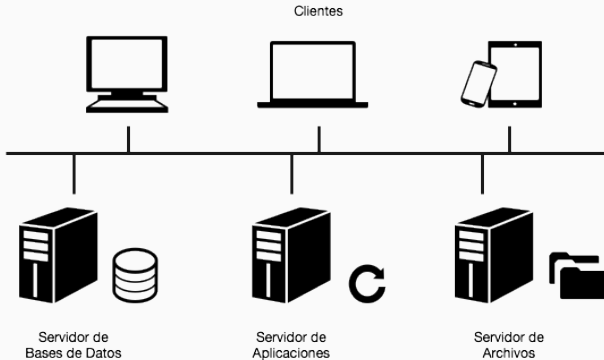 Clientes
Servidor de
Bases de Datos
Servidor de
Aplicaciones
Servidor de
Archivos